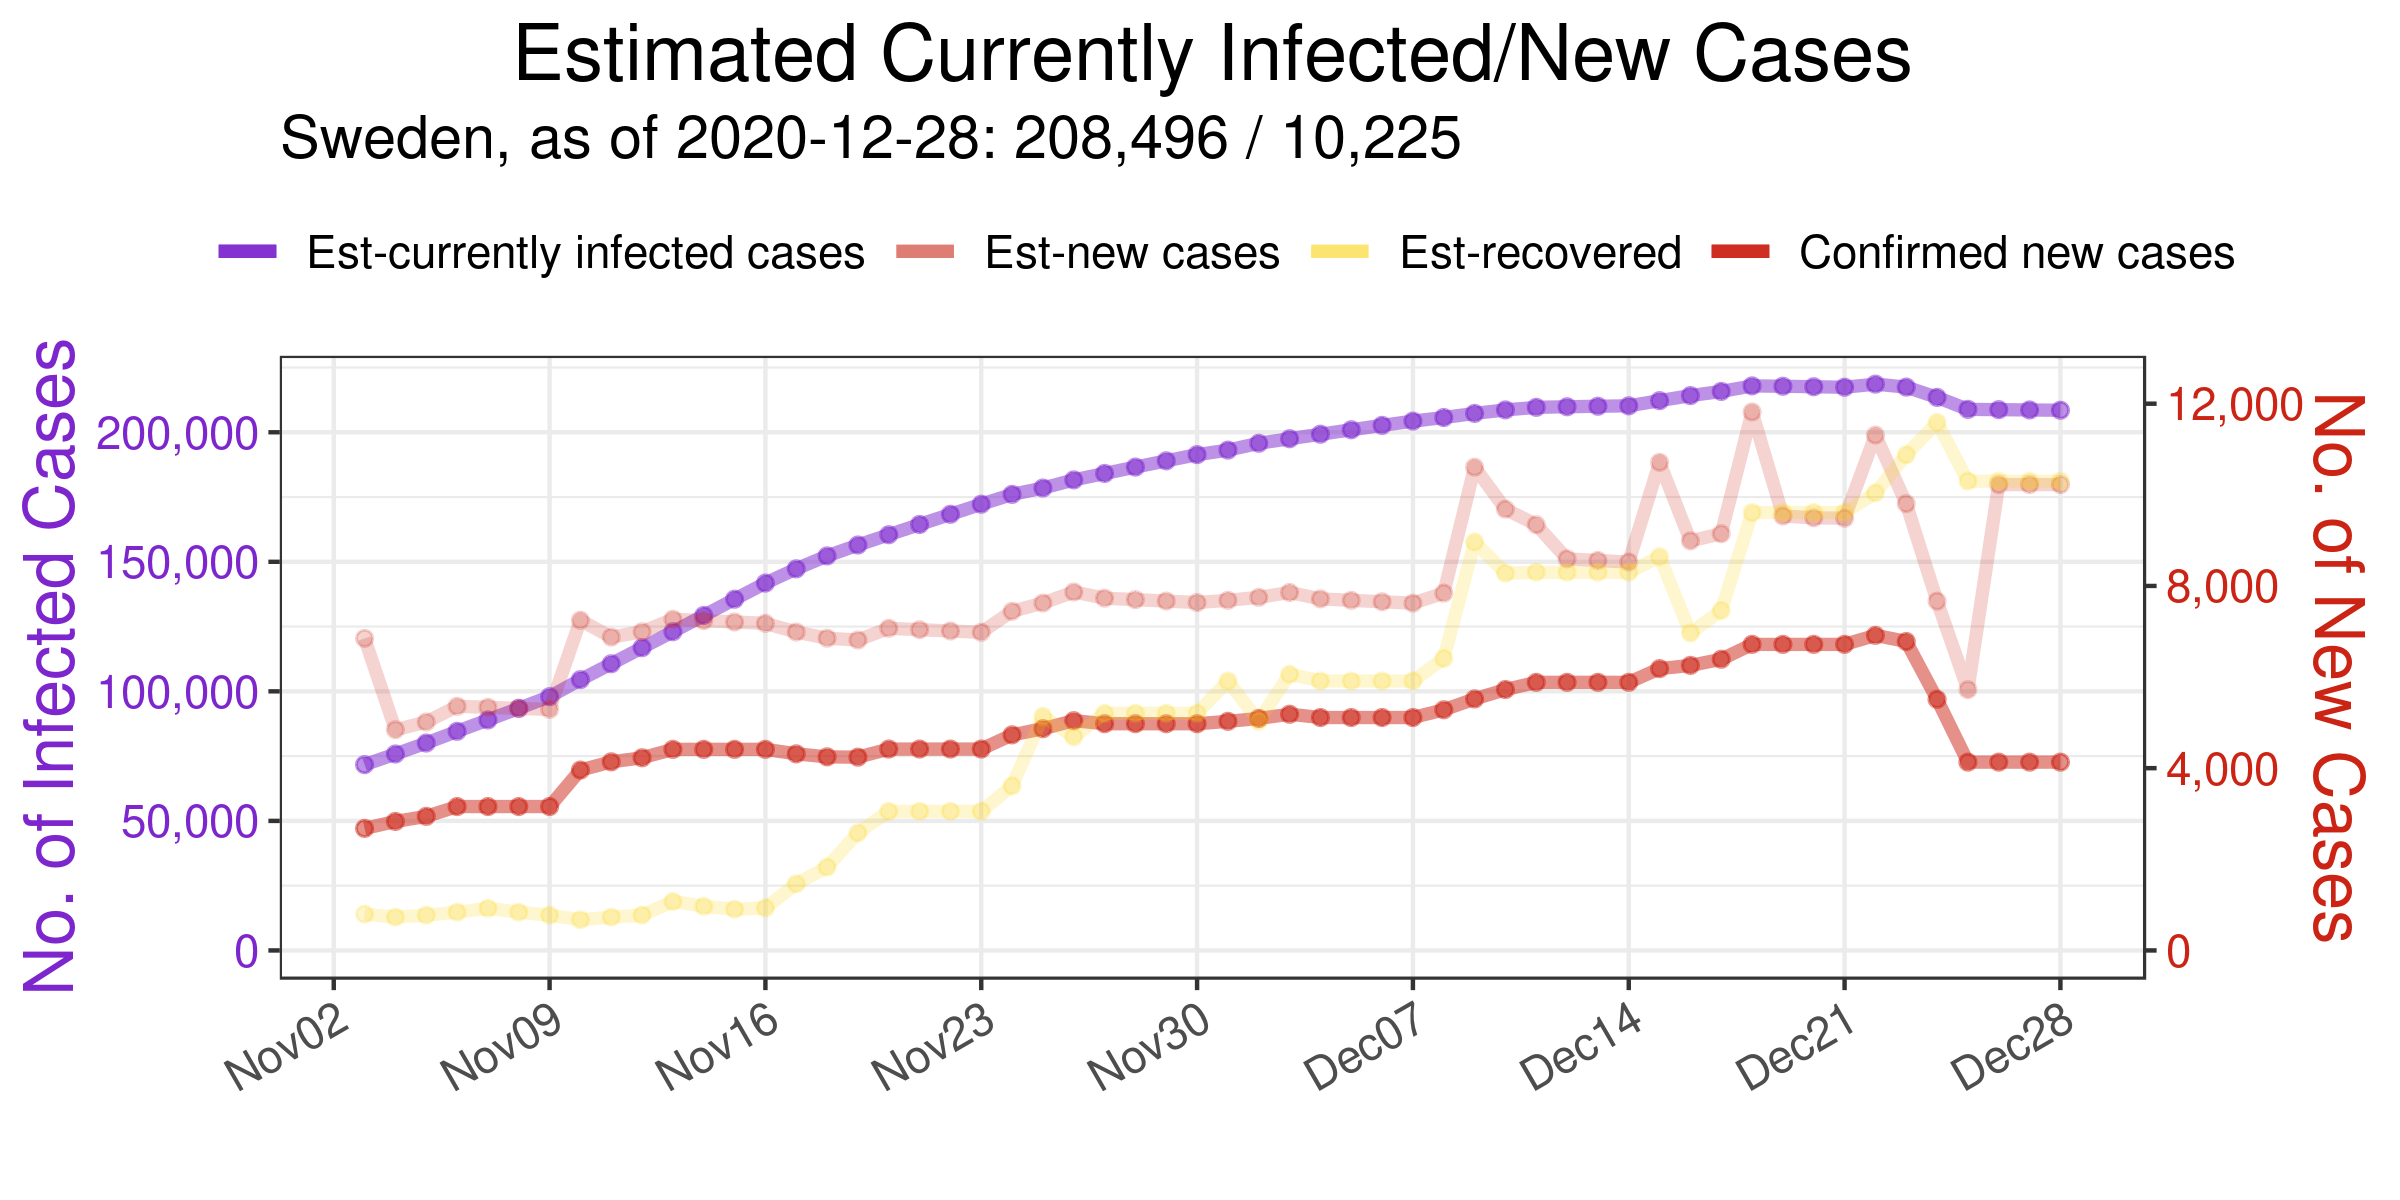 Estimated Currently Infected/New Cases
Sweden, as of 2020-12-28: 208,496 / 10,225
Est-currently infected cases Est-new cases Est-recovered Confirmed new cases
No. of Infected Cases
200,000
150,000
100,000
50,000
0
12,000
8,000
4,000
0
No. of New Cases
Nov02 Nov09 Nov16 Nov23 Nov30 Dec07 Dec14 Dec21 Dec28